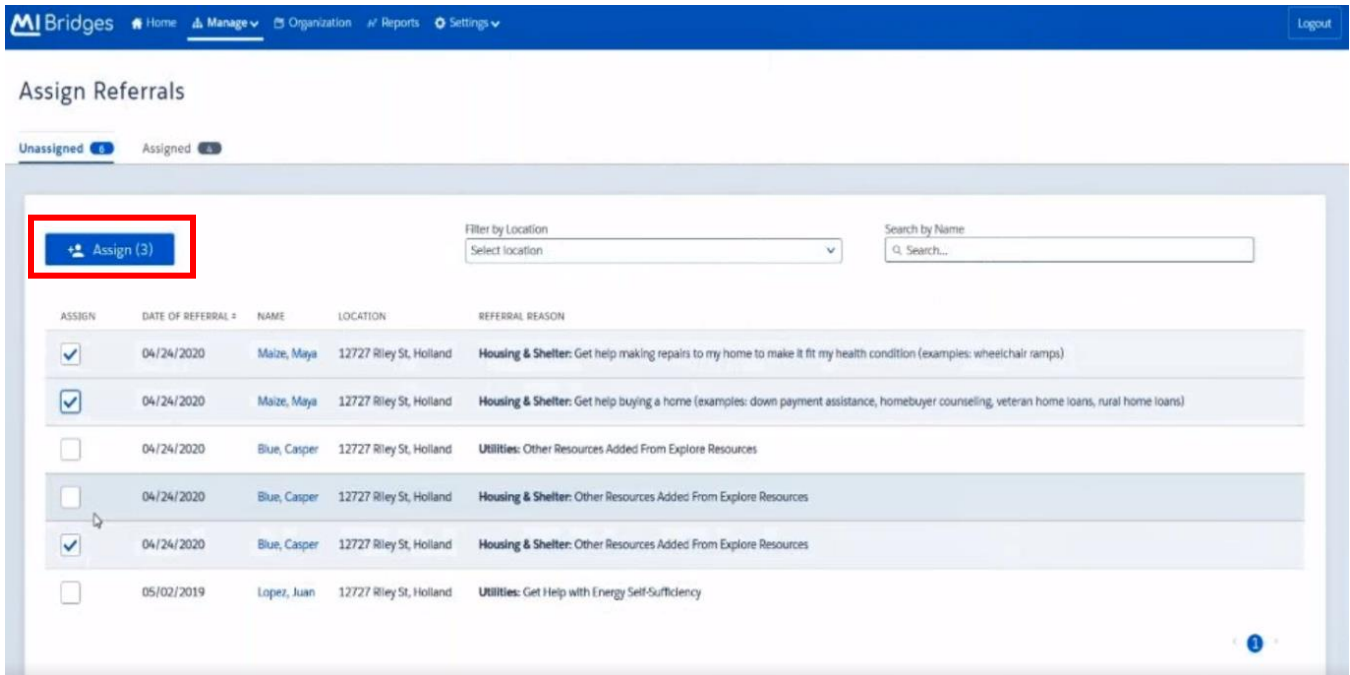 MI Bridges Home Manage Organization Reports Settings Logout
Assign Referrals
Unassigned 6 Assigned 4
Filter by Location Search by Name
Assign (3) Select location Search...
ASSIGN DATE OF REFERRAL NAME LOCATION REFERRAL REASON
04/24/2020 Maize, Maya 12727 Riley St, Holland Housing & Shelter: Get help making repairs to my home to make it fit my health condition (examples: wheelchair ramps)
04/24/2020 Maize, Maya 12727 Riley St, Holland Housing & Shelter: Get help buying a home (examples: down payment assistance, homebuyer counseling, veteran home loans, rural home loans)
04/24/2020 Blue, Casper 12727 Riley St, Holland Utilities: Other Resources Added From Explore Resources
04/24/2020 Blue, Casper 12727 Riley St, Holland Housing & Shelter: Other Resources Added From Explore Resources
04/24/2020 Blue, Casper 12727 Riley St, Holland Housing & Shelter: Other Resources Added From Explore Resources
05/02/2019 Lopez, Juan 12727 Riley St, Holland Utilities: Get Help with Energy Self-Sufficiency
1